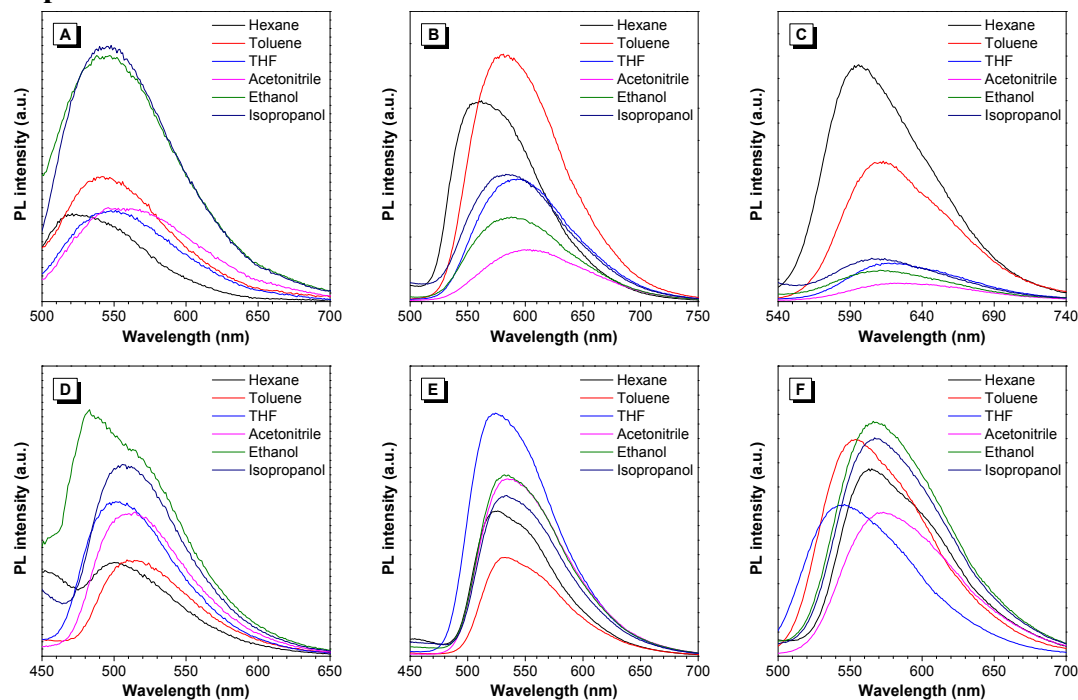 A
Hexane
Toluene
THF
Acetonitrile
Ethanol
Isopropanol
PL intensity (a.u.)
500 550 600 650 700
Wavelength (nm)
B
Hexane
Toluene
THF
Acetonitrile
Ethanol
Isopropanol
PL intensity (a.u.)
450 500 550 600 650 700 750
Wavelength (nm)
C
Hexane
Toluene
THF
Acetonitrile
Ethanol
Isopropanol
PL intensity (a.u.)
540 590 640 690 740
Wavelength (nm)
D
Hexane
Toluene
THF
Acetonitrile
Ethanol
Isopropanol
PL intensity (a.u.)
450 500 550 600 650
Wavelength (nm)
E
Hexane
Toluene
THF
Acetonitrile
Ethanol
Isopropanol
PL intensity (a.u.)
450 500 550 600 650 700
Wavelength (nm)
F
Hexane
Toluene
THF
Acetonitrile
Ethanol
Isopropanol
PL intensity (a.u.)
500 550 600 650 700
Wavelength (nm)